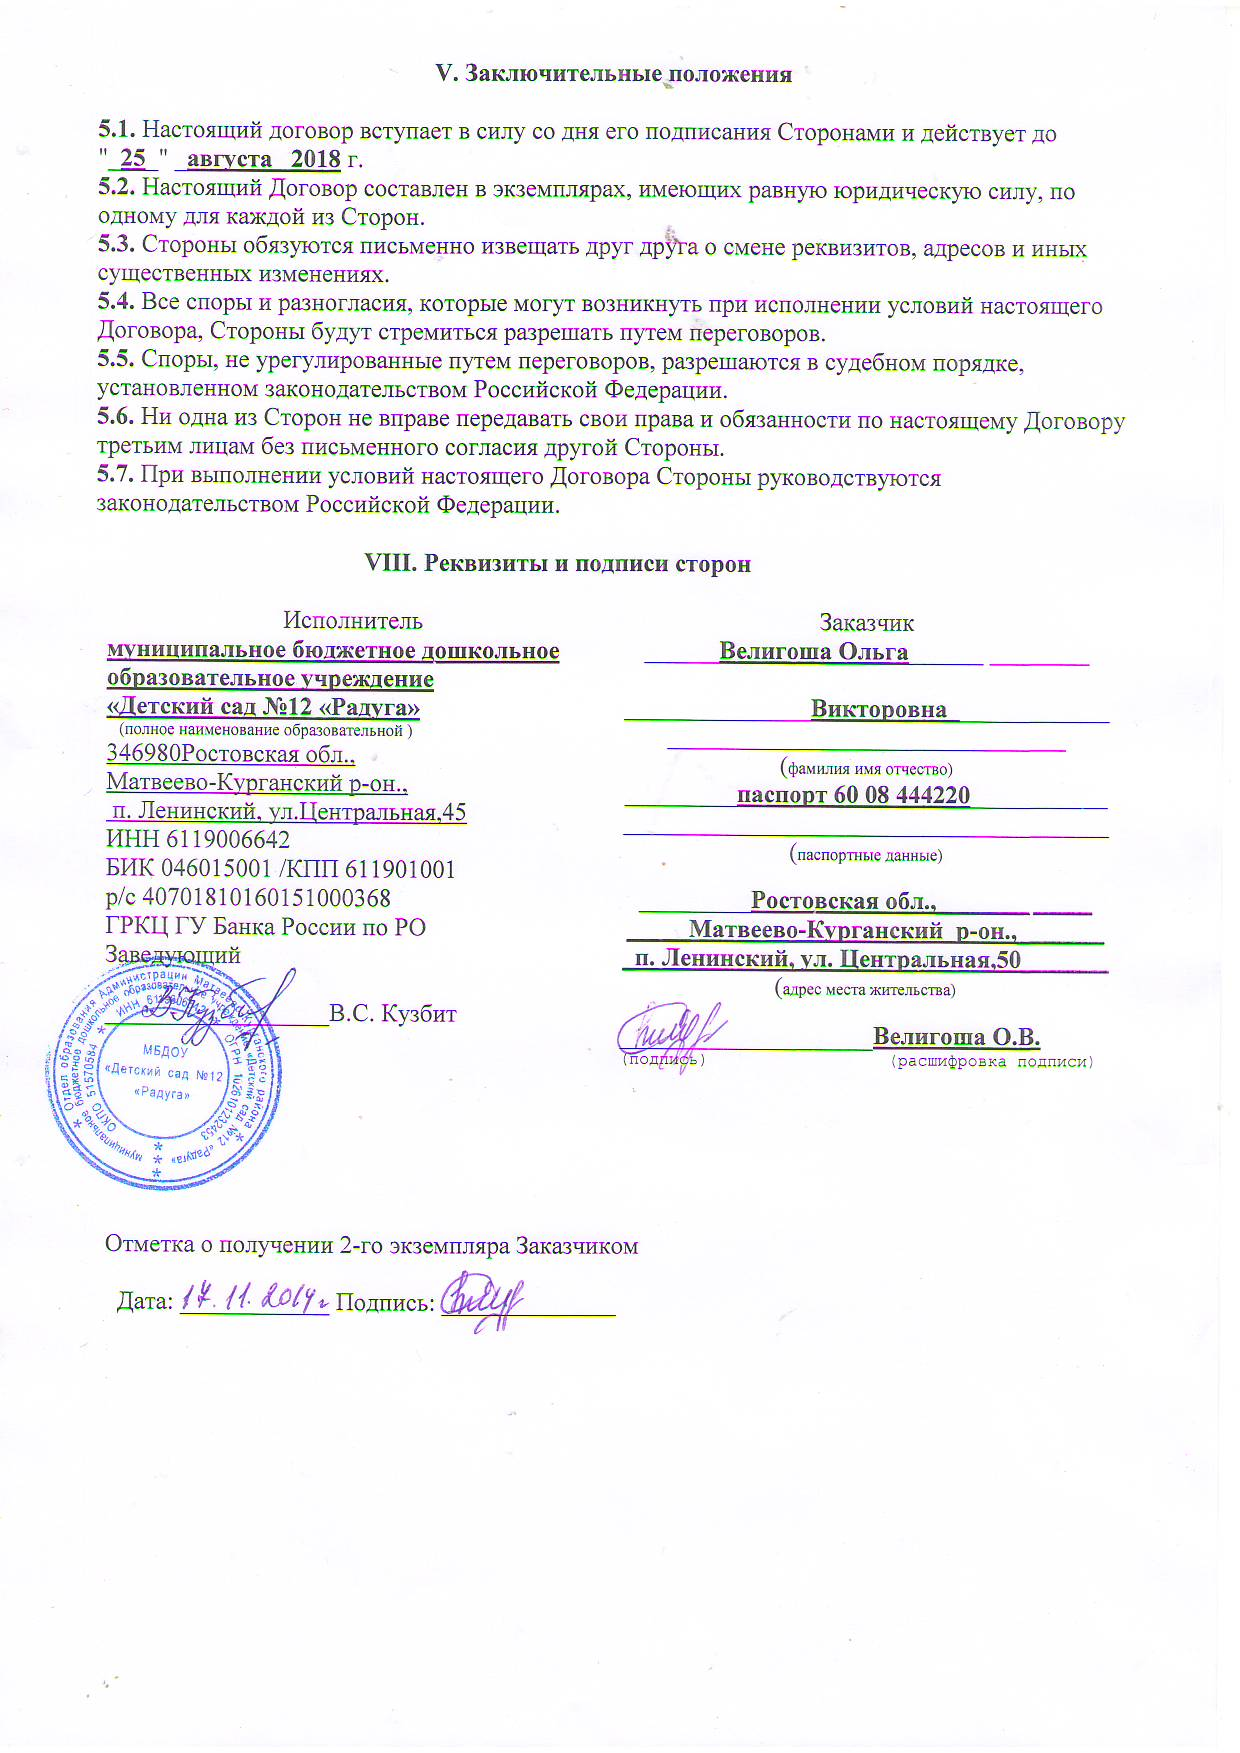 V. Заключительные положения
5.1. Настоящий договор вступает в силу со дня его подписания Сторонами и действует до
"_25_" _августа 2018 г.
5.2. Настоящий Договор составлен в экземплярах, имеющих равную юридическую силу, по
одному для каждой из Сторон.
5.3. Стороны обязуются письменно извещать друг друга о смене реквизитов, адресов и иных
существенных изменениях.
5.4. Все споры и разногласия, которые могут возникнуть при исполнении условий настоящего
Договора, Стороны будут стремиться разрешать путем переговоров.
5.5. Споры, не урегулированные путем переговоров, разрешаются в судебном порядке,
установленном законодательством Российской Федерации.
5.6. Ни одна из Сторон не вправе передавать свои права и обязанности по настоящему Договору
третьим лицам без письменного согласия другой Стороны.
5.7. При выполнении условий настоящего Договора Стороны руководствуются
законодательством Российской Федерации.
VIII. Реквизиты и подписи сторон
Исполнитель
муниципальное бюджетное дошкольное
образовательное учреждение
«Детский сад №12 «Радуга»
(полное наименование образовательной )
346980Ростовская обл.,
Матвеево-Курганский р-он.,
п. Ленинский, ул.Центральная,45
ИНН 6119006642
БИК 046015001 /КПП 611901001
р/с 40701810160151000368
ГРКЦ ГУ Банка России по РО
Заведующий
В.С. Кузбит
Заказчик
Велигоша Ольга
Викторовна
(фамилия имя отчество)
паспорт 60 08 444220
(паспортные данные)
Ростовская обл.,
Матвеево-Курганский р-он.,
п. Ленинский, ул. Центральная,50
(адрес места жительства)
Велигоша О.В.
(подпись) (расшифровка подписи)
МБДОУ
«Детский сад №12
«Радуга»
Отметка о получении 2-го экземпляра Заказчиком
Дата: 17.11.2014г Подпись: